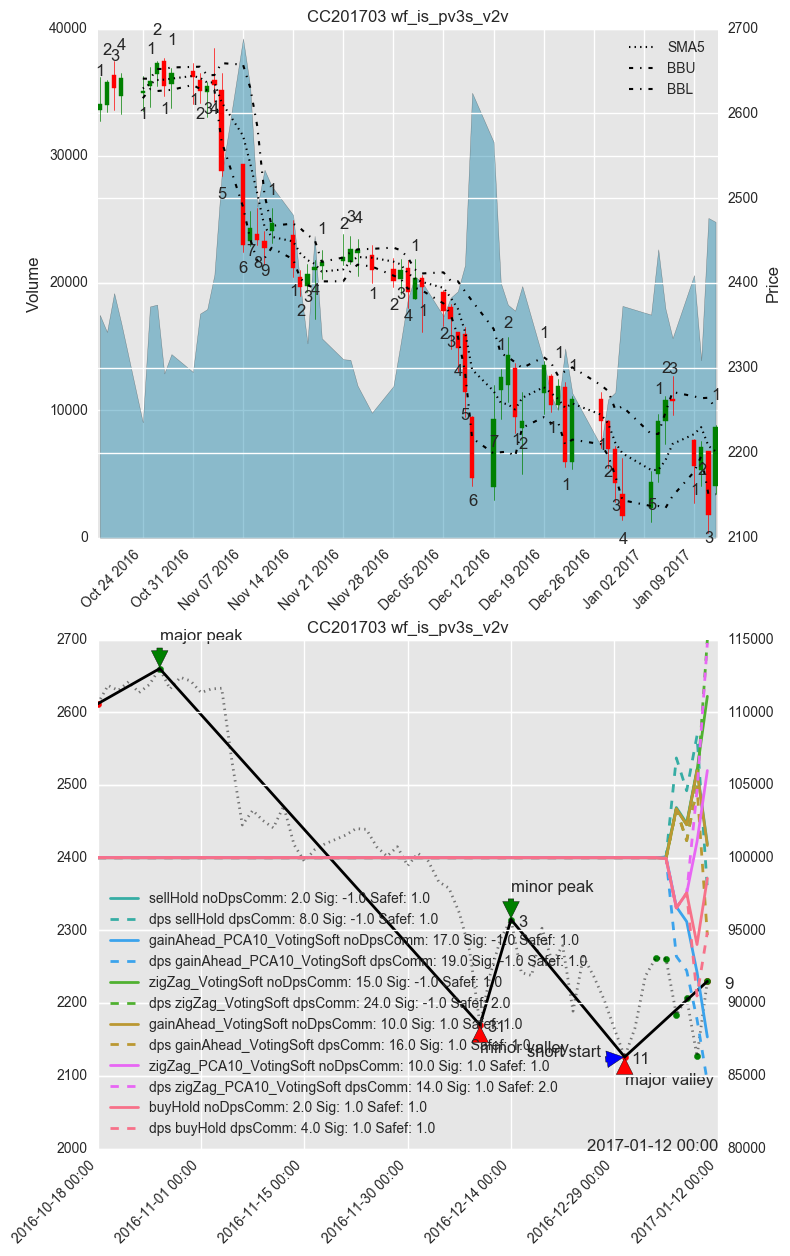 CC201703 wf_is_pv3s_v2v
40000
30000
20000
10000
0
Volume
2700
2600
2500
2400
2300
2200
2100
Price
SMA5
BBU
BBL
Oct 24 2016
Oct 31 2016
Nov 07 2016
Nov 14 2016
Nov 21 2016
Nov 28 2016
Dec 05 2016
Dec 12 2016
Dec 19 2016
Dec 26 2016
Jan 02 2017
Jan 09 2017
CC201703 wf_is_pv3s_v2v
2700
2600
2500
2400
2300
2200
2100
2000
115000
110000
105000
100000
95000
90000
85000
80000
major peak
minor peak
3
31
minor valley
short start
11
major valley
9
sellHold noDpsComm: 2.0 Sig: -1.0 Safef: 1.0
dps sellHold dpsComm: 8.0 Sig: -1.0 Safef: 1.0
gainAhead_PCA10_VotingSoft noDpsComm: 17.0 Sig: -1.0 Safef: 1.0
dps gainAhead_PCA10_VotingSoft dpsComm: 19.0 Sig: -1.0 Safef: 1.0
zigZag_VotingSoft noDpsComm: 15.0 Sig: -1.0 Safef: 1.0
dps zigZag_VotingSoft dpsComm: 24.0 Sig: -1.0 Safef: 2.0
gainAhead_VotingSoft noDpsComm: 10.0 Sig: 1.0 Safef: 1.0
dps gainAhead_VotingSoft dpsComm: 16.0 Sig: 1.0 Safef: 1.0
zigZag_PCA10_VotingSoft noDpsComm: 10.0 Sig: 1.0 Safef: 1.0
dps zigZag_PCA10_VotingSoft dpsComm: 14.0 Sig: 1.0 Safef: 2.0
buyHold noDpsComm: 2.0 Sig: 1.0 Safef: 1.0
dps buyHold dpsComm: 4.0 Sig: 1.0 Safef: 1.0
2017-01-12 00:00
2016-10-18 00:00
2016-11-01 00:00
2016-11-15 00:00
2016-11-30 00:00
2016-12-14 00:00
2016-12-29 00:00
2017-01-12 00:00